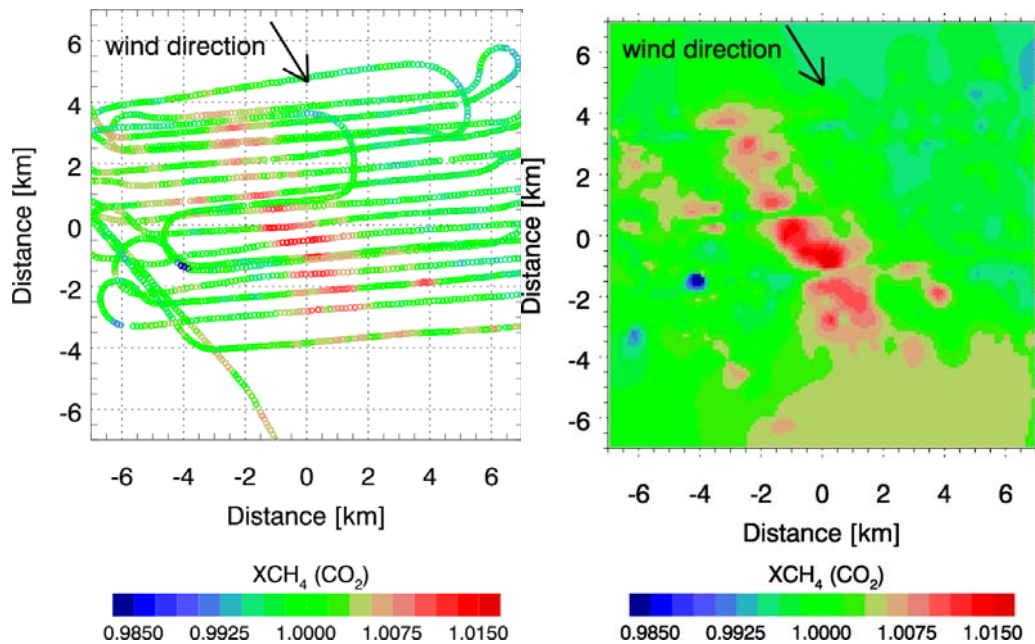 wind direction
6
4
2
0
-2
-4
-6
Distance [km]
-6 -4 -2 0 2 4 6
Distance [km]
XCH₄ (CO₂)
0.9850 0.9925 1.0000 1.0075 1.0150
wind direction
6
4
2
0
-2
-4
-6
Distance [km]
-6 -4 -2 0 2 4 6
Distance [km]
XCH₄ (CO₂)
0.9850 0.9925 1.0000 1.0075 1.0150